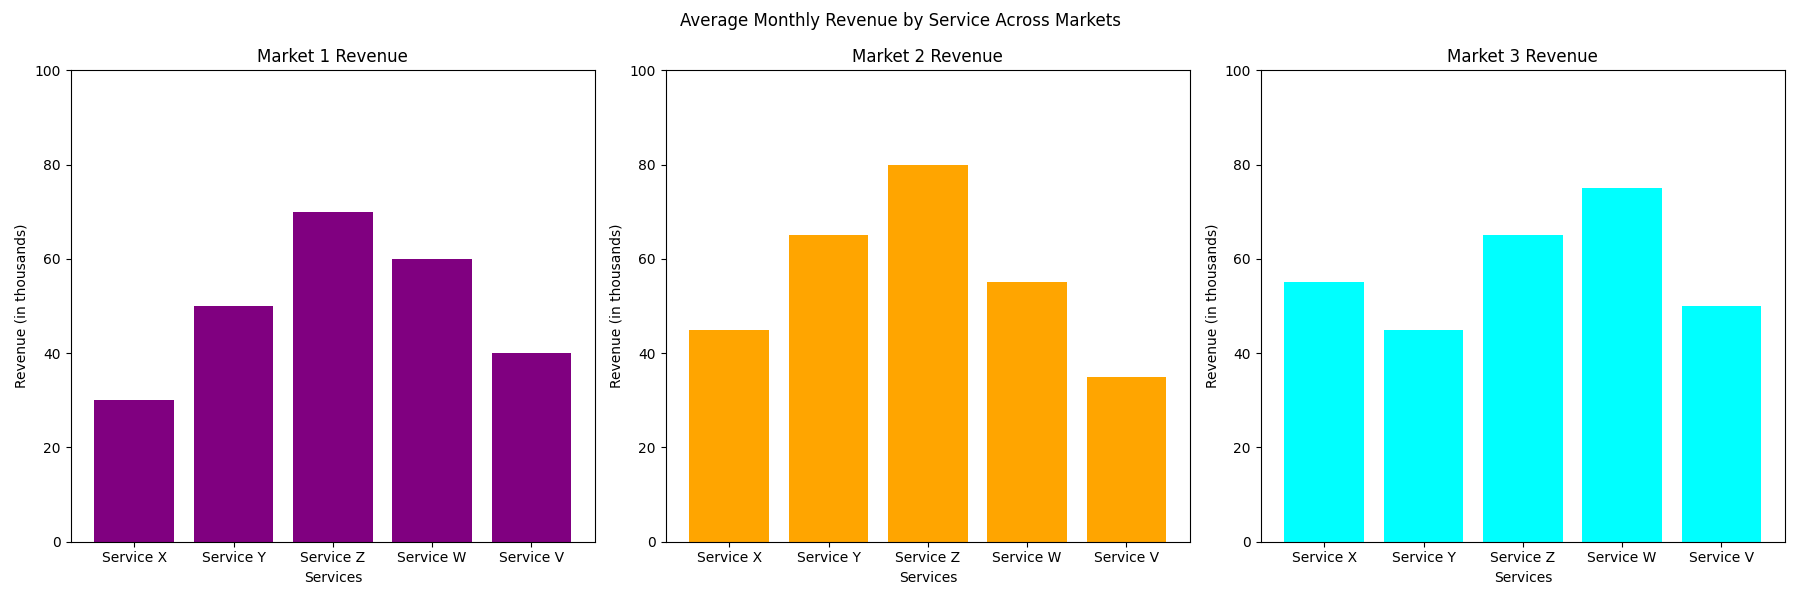 Average Monthly Revenue by Service Across Markets
Market 1 Revenue
100
80
60
40
20
0
Revenue (in thousands)
Service X Service Y Service Z Service W Service V
Services
Market 2 Revenue
100
80
60
40
20
0
Revenue (in thousands)
Service X Service Y Service Z Service W Service V
Services
Market 3 Revenue
100
80
60
40
20
0
Revenue (in thousands)
Service X Service Y Service Z Service W Service V
Services